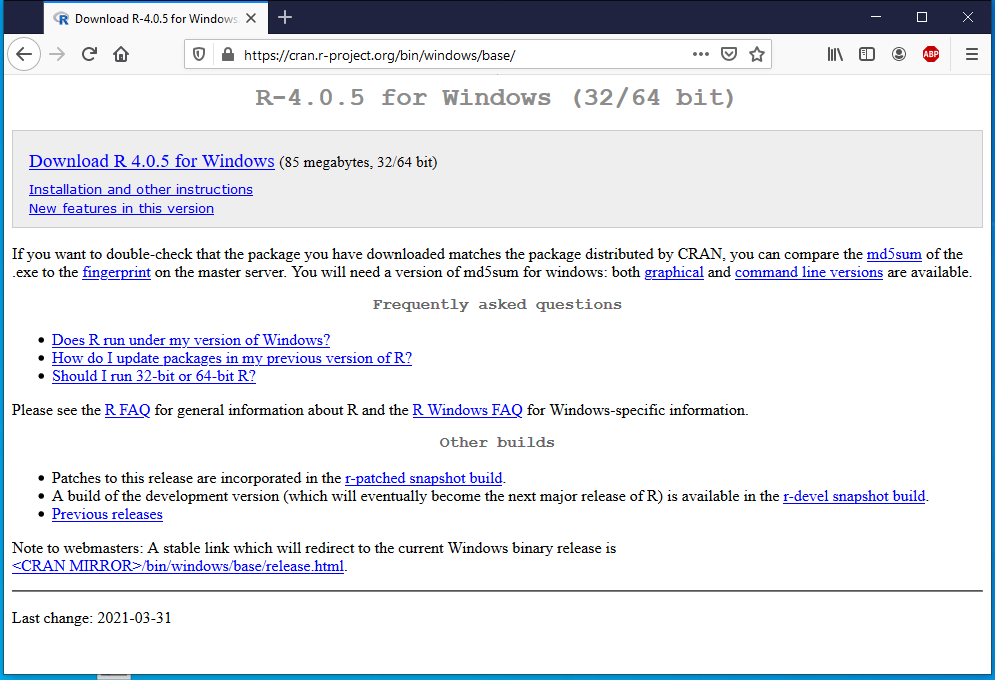 Download R-4.0.5 for Windows.
https://cran.r-project.org/bin/windows/base/
ABP
R-4.0.5 for Windows (32/64 bit)
Download R 4.0.5 for Windows (85 megabytes, 32/64 bit)
Installation and other instructions
New features in this version
If you want to double-check that the package you have downloaded matches the package distributed by CRAN, you can compare the md5sum of the
.exe to the fingerprint on the master server. You will need a version of md5sum for windows: both graphical and command line versions are available.
Frequently asked questions
Does R run under my version of Windows?
How do I update packages in my previous version of R?
Should I run 32-bit or 64-bit R?
Please see the R FAQ for general information about R and the R Windows FAQ for Windows-specific information.
Other builds
Patches to this release are incorporated in the r-patched snapshot build.
A build of the development version (which will eventually become the next major release of R) is available in the r-devel snapshot build.
Previous releases
Note to webmasters: A stable link which will redirect to the current Windows binary release is
<CRAN MIRROR>/bin/windows/base/release.html.
Last change: 2021-03-31